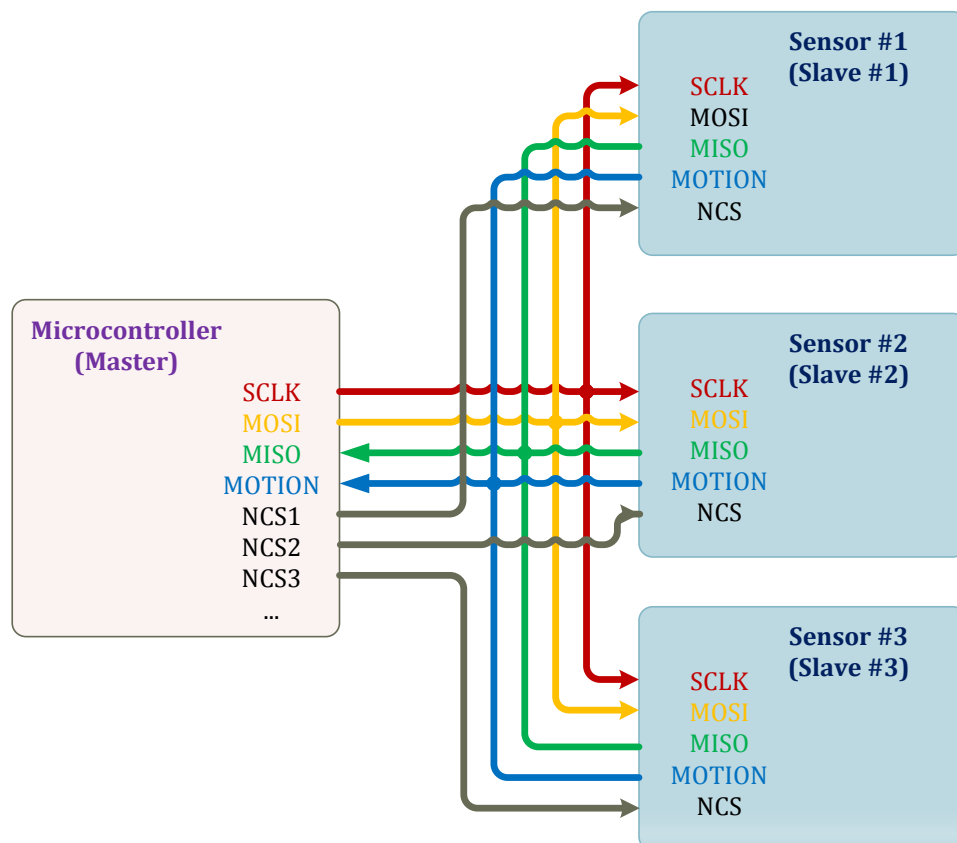 Sensor #1
(Slave #1)
SCLK
MOSI
MISO
MOTION
NCS
Microcontroller
(Master)
SCLK
MOSI
MISO
MOTION
NCS1
NCS2
NCS3
...
Sensor #2
(Slave #2)
SCLK
MOSI
MISO
MOTION
NCS
Sensor #3
(Slave #3)
SCLK
MOSI
MISO
MOTION
NCS